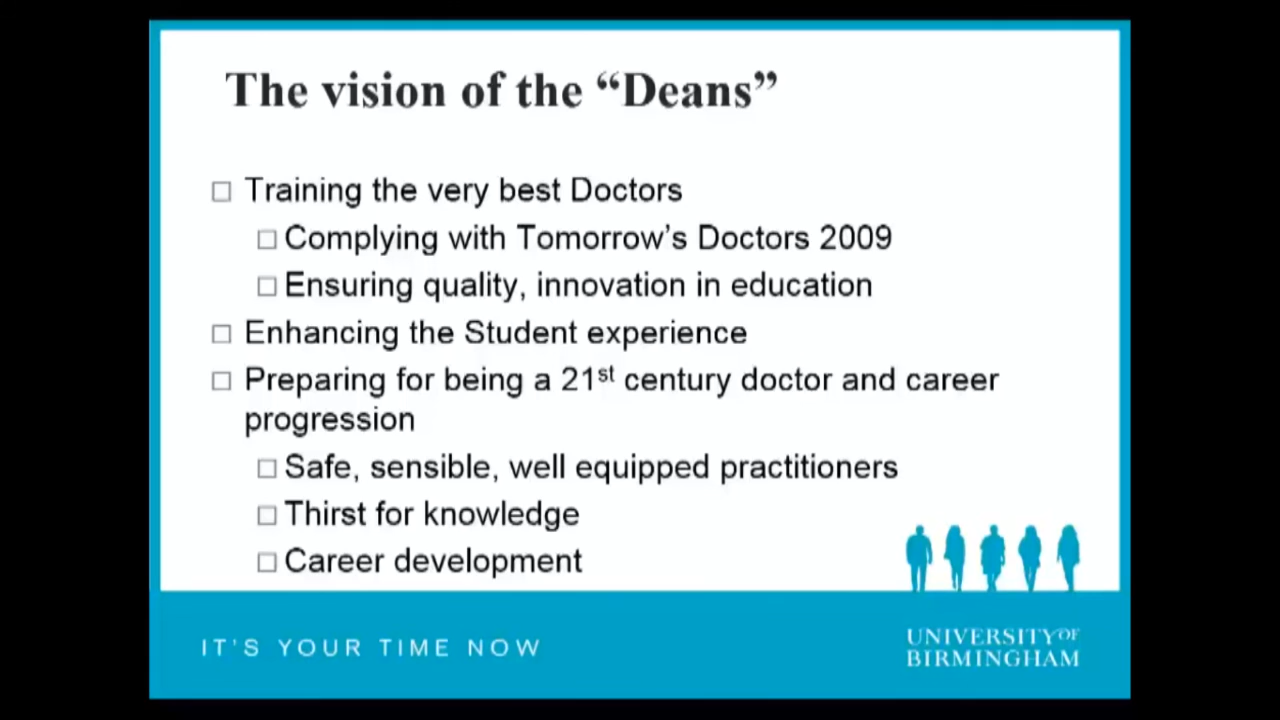 The vision of the “Deans”
Training the very best Doctors
Complying with Tomorrow’s Doctors 2009
Ensuring quality, innovation in education
Enhancing the Student experience
Preparing for being a 21st century doctor and career
progression
Safe, sensible, well equipped practitioners
Thirst for knowledge
Career development
IT’S YOUR TIME NOW
UNIVERSITY OF
BIRMINGHAM